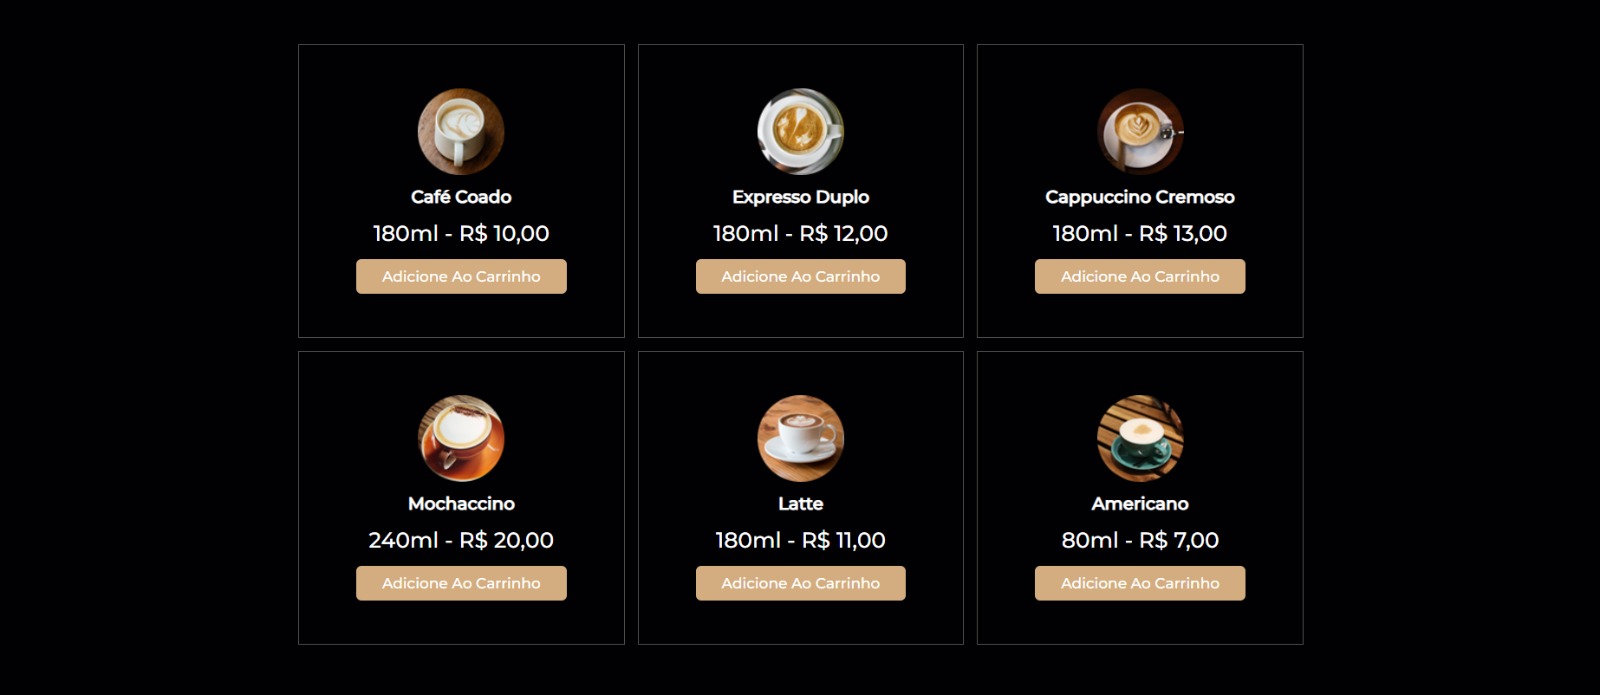 Café Coado
180ml - R$ 10,00
Adicione Ao Carrinho
Expresso Duplo
180ml - R$ 12,00
Adicione Ao Carrinho
Cappuccino Cremoso
180ml - R$ 13,00
Adicione Ao Carrinho
Mochaccino
240ml - R$ 20,00
Adicione Ao Carrinho
Latte
180ml - R$ 11,00
Adicione Ao Carrinho
Americano
80ml - R$ 7,00
Adicione Ao Carrinho